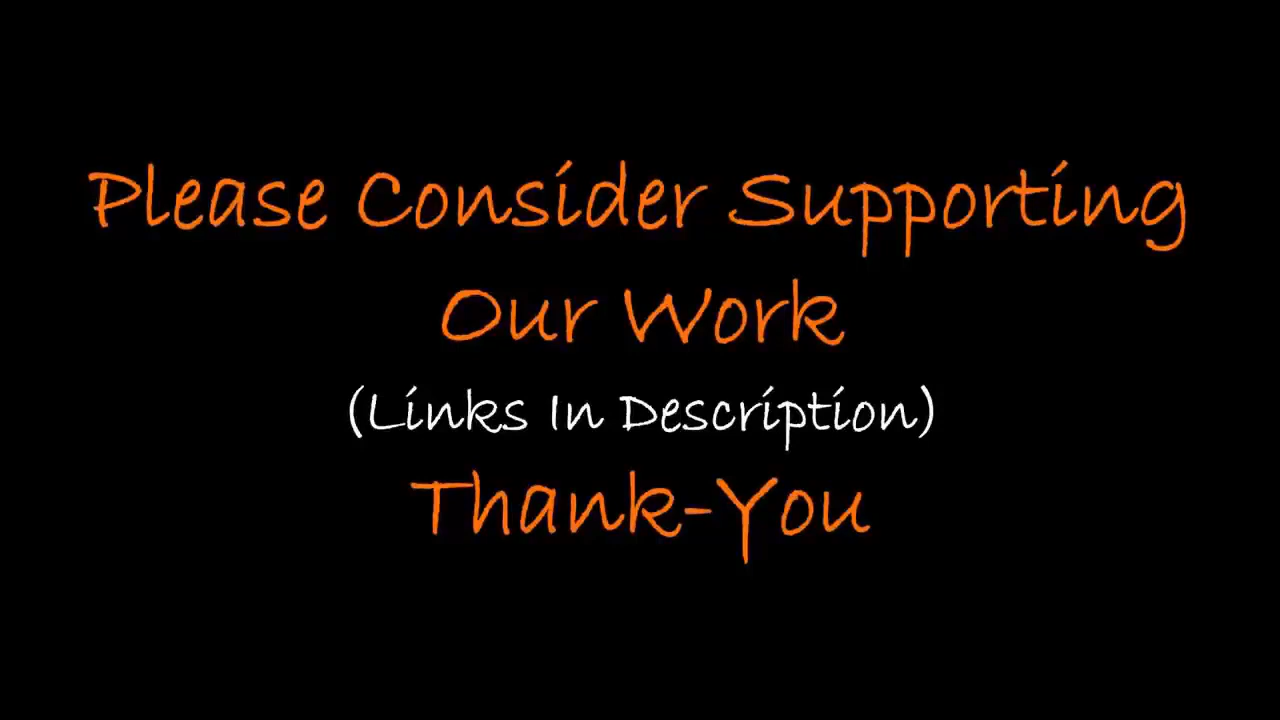 Please Consider Supporting
Our Work
(Links In Description)
Thank-You